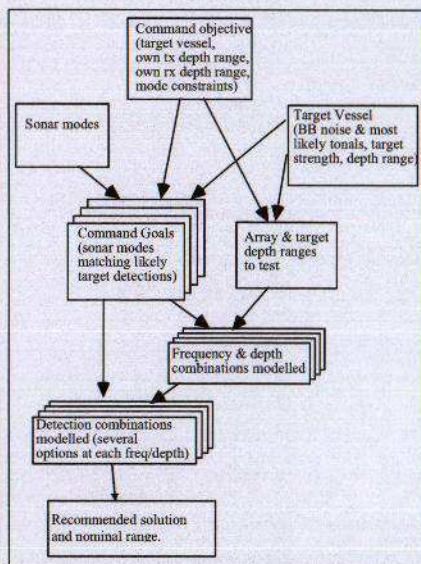 Command objective
(target vessel,
own tx depth range,
own rx depth range,
mode constraints)
Sonar modes
Target Vessel
(BB noise & most
likely tonals, target
strength, depth range)
Command Goals
(sonar modes
matching likely
target detections)
Array & target
depth ranges
to test
Frequency & depth
combinations modelled
Detection combinations
modelled (several
options at each freq/depth)
Recommended solution
and nominal range.